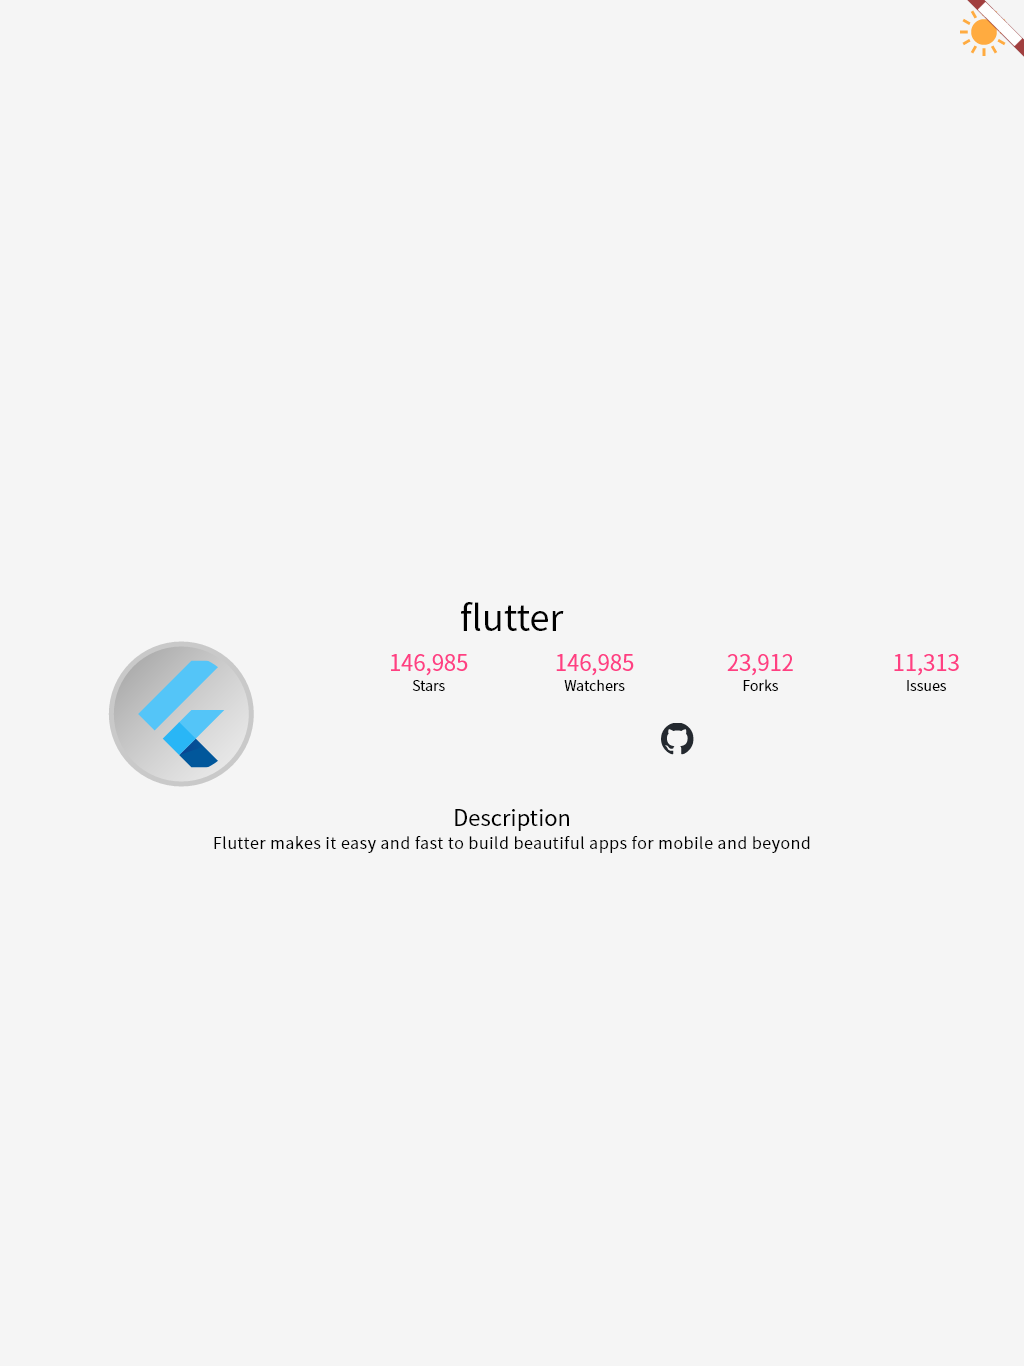 flutter
146,985 146,985 23,912 11,313
Stars Watchers Forks Issues
Description
Flutter makes it easy and fast to build beautiful apps for mobile and beyond